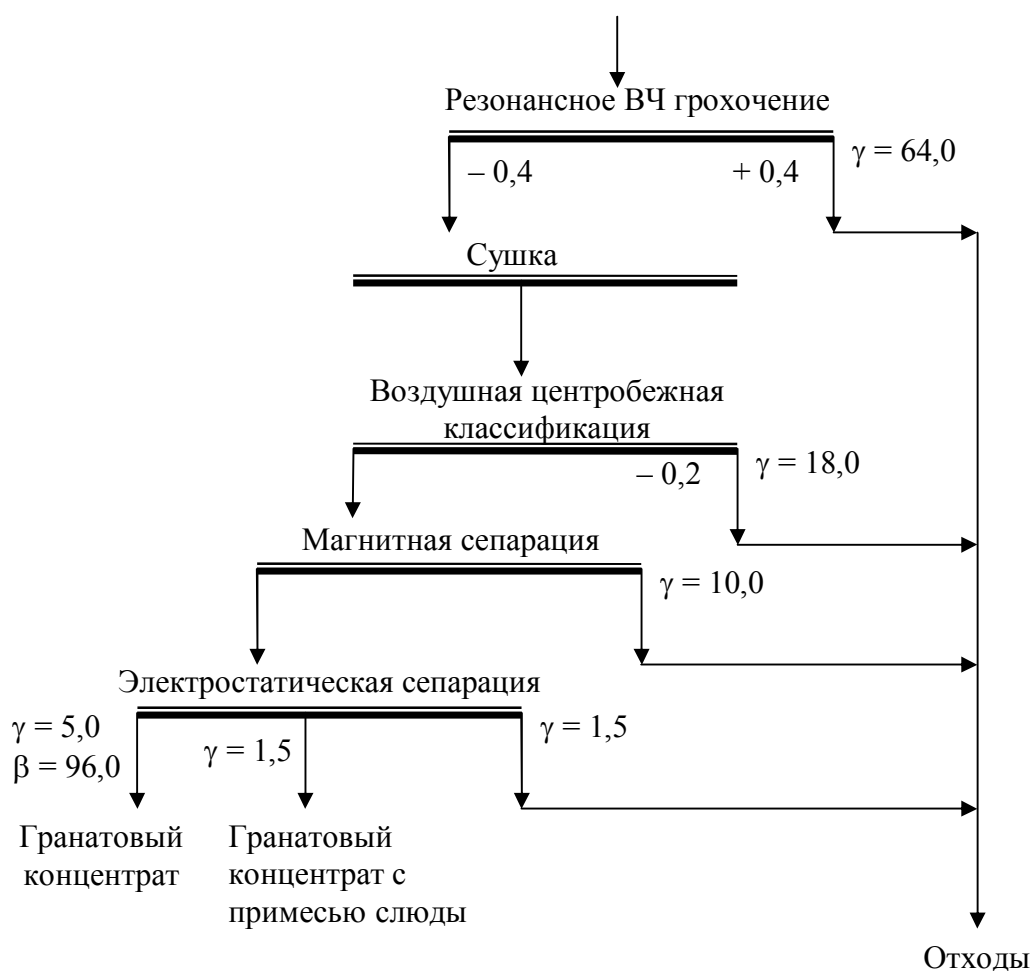 Резонансное ВЧ грохочение
γ = 64,0
– 0,4
+ 0,4
Сушка
Воздушная центробежная
классификация
– 0,2
γ = 18,0
Магнитная сепарация
γ = 10,0
Электростатическая сепарация
γ = 5,0
β = 96,0
γ = 1,5
γ = 1,5
Гранатовый
концентрат
Гранатовый
концентрат с
примесью слюды
Отходы